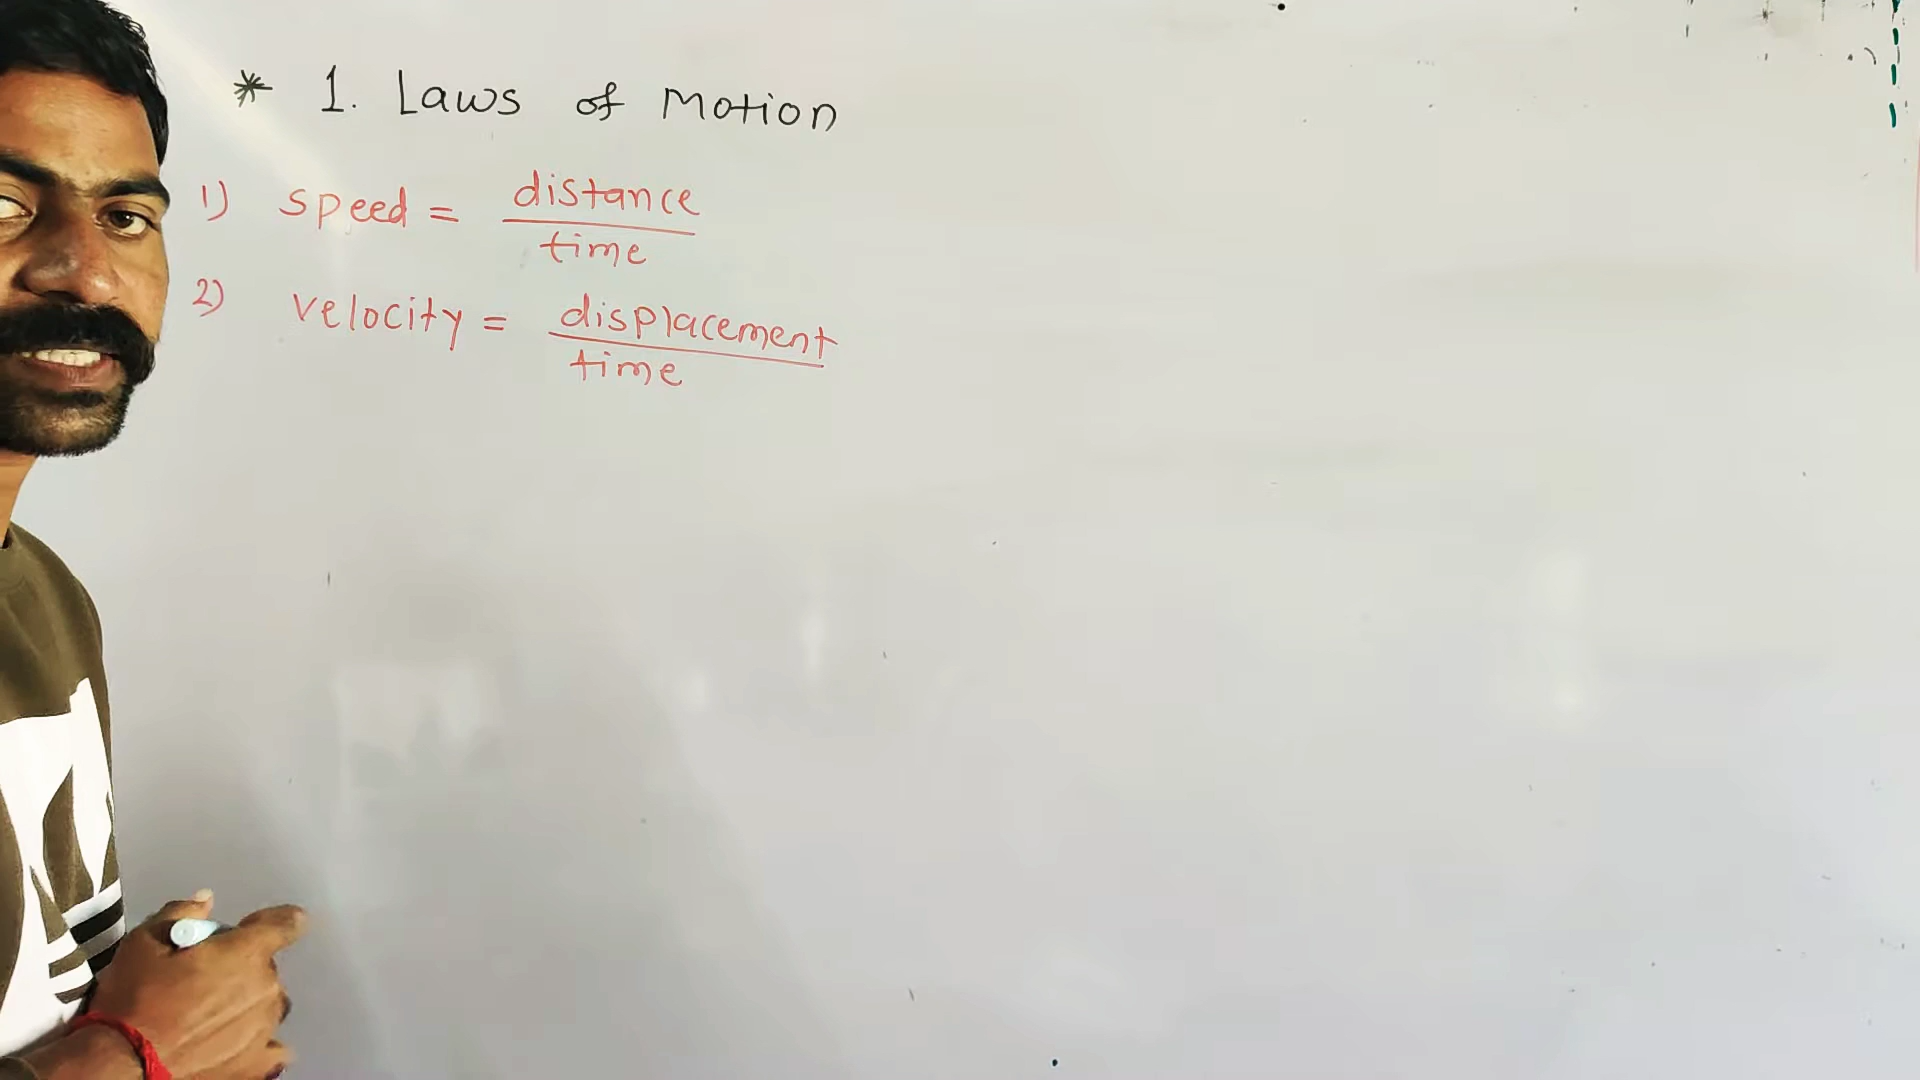 * 1. Laws of Motion
1) speed = distance / time
2) velocity = displacement / time